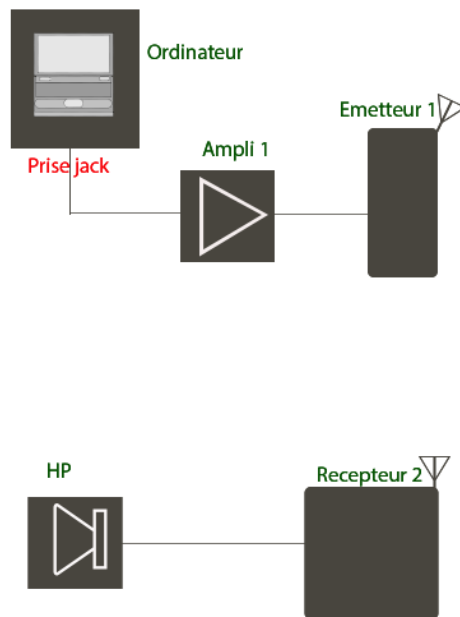 Ordinateur
Emetteur 1
Ampli 1
Prise jack
HP
Recepteur 2